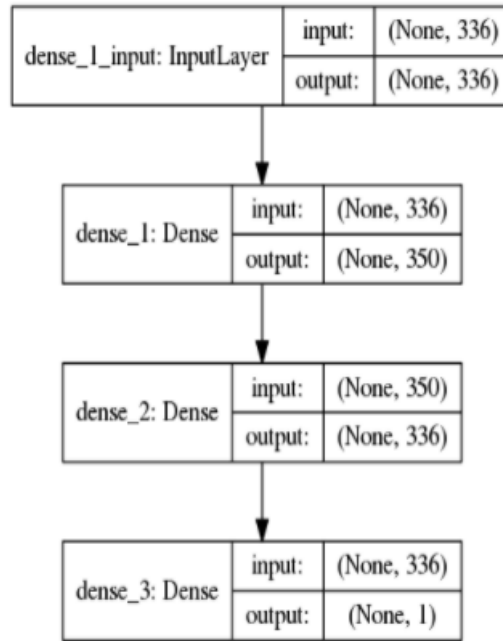 dense_1_input: InputLayer
input: (None, 336)
output: (None, 336)
dense_1: Dense
input: (None, 336)
output: (None, 350)
dense_2: Dense
input: (None, 350)
output: (None, 336)
dense_3: Dense
input: (None, 336)
output: (None, 1)